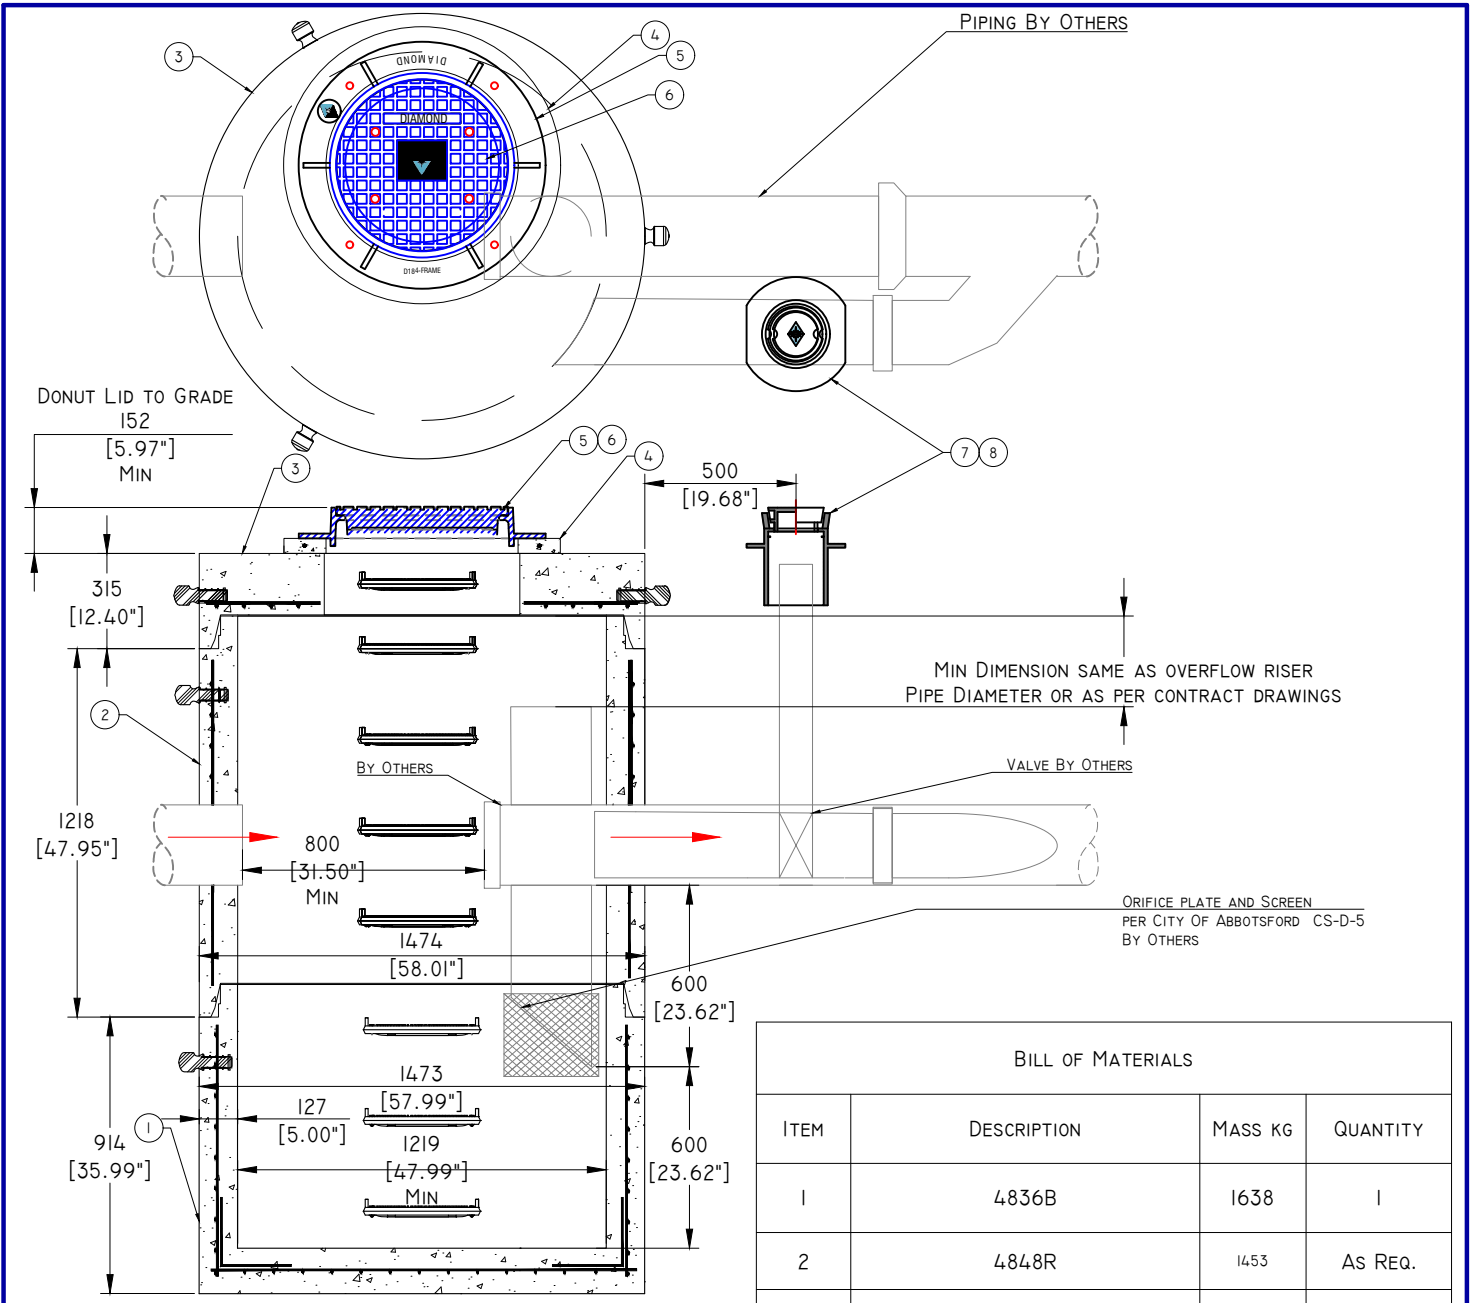 PIPING BY OTHERS
3
4
5
6
DIAMOND
DIAMOND
D184-FRAME
DONUT LID TO GRADE
152
[5.97"]
MIN
3
5
6
4
7
8
500
[19.68"]
315
[12.40"]
MIN DIMENSION SAME AS OVERFLOW RISER
PIPE DIAMETER OR AS PER CONTRACT DRAWINGS
2
BY OTHERS
VALVE BY OTHERS
1218
[47.95"]
800
[31.50"]
MIN
ORIFICE PLATE AND SCREEN
PER CITY OF ABBOTSFORD CS-D-5
BY OTHERS
1474
[58.01"]
600
[23.62"]
1473
[57.99"]
127
[5.00"]
1
914
[35.99"]
1219
[47.99"]
MIN
600
[23.62"]
BILL OF MATERIALS
ITEM DESCRIPTION MASS KG QUANTITY
1 4836B 1638 1
2 4848R 1453 AS REQ.